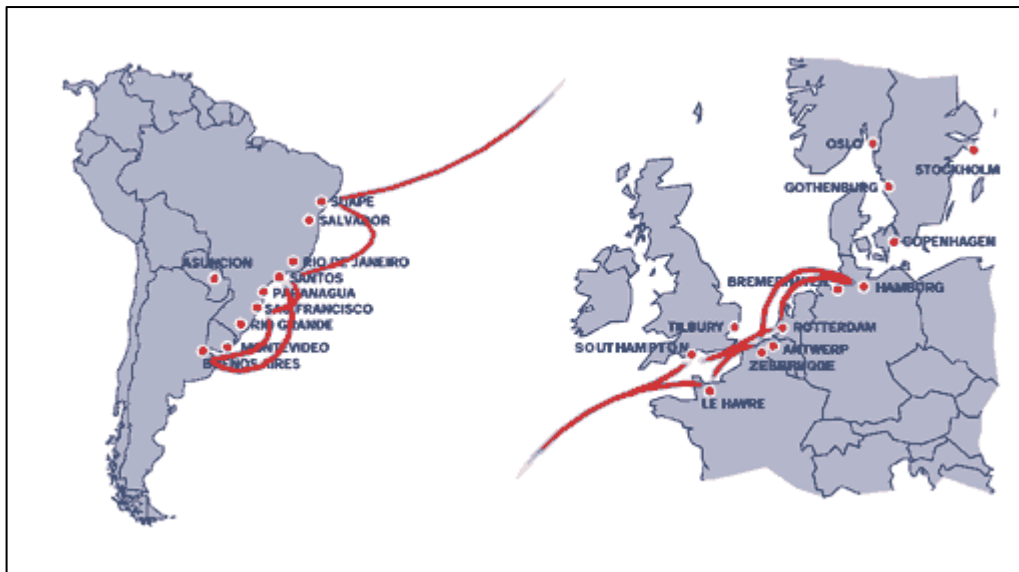 SUAPE
SALVADOR
RIO DE JANEIRO
ASUNCION
SANTOS
PARANAGUA
SAO FRANCISCO
RIO GRANDE
MONTEVIDEO
BUENOS AIRES
OSLO
STOCKHOLM
GOTHENBURG
COPENHAGEN
BREMERHAVEN
HAMBURG
TILBURY
ROTTERDAM
SOUTHAMPTON
ANTWERP
ZEEBRUGGE
LE HAVRE